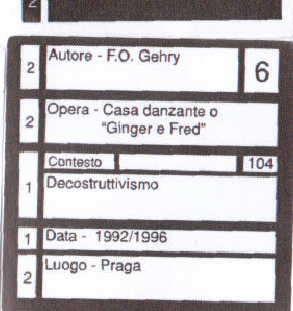 2
2 Autore - F.O. Gehry 6
2 Opera - Casa danzante o
"Ginger e Fred"
Contesto 104
1 Decostruttivismo
1 Data - 1992/1996
2 Luogo - Praga